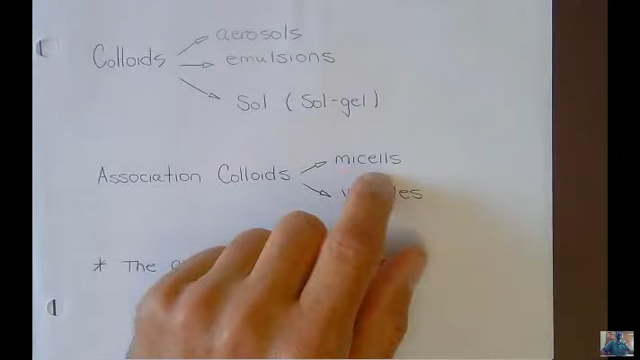 aerosols
Colloids
emulsions
Sol (Sol-gel)
micells
Association Colloids
* The